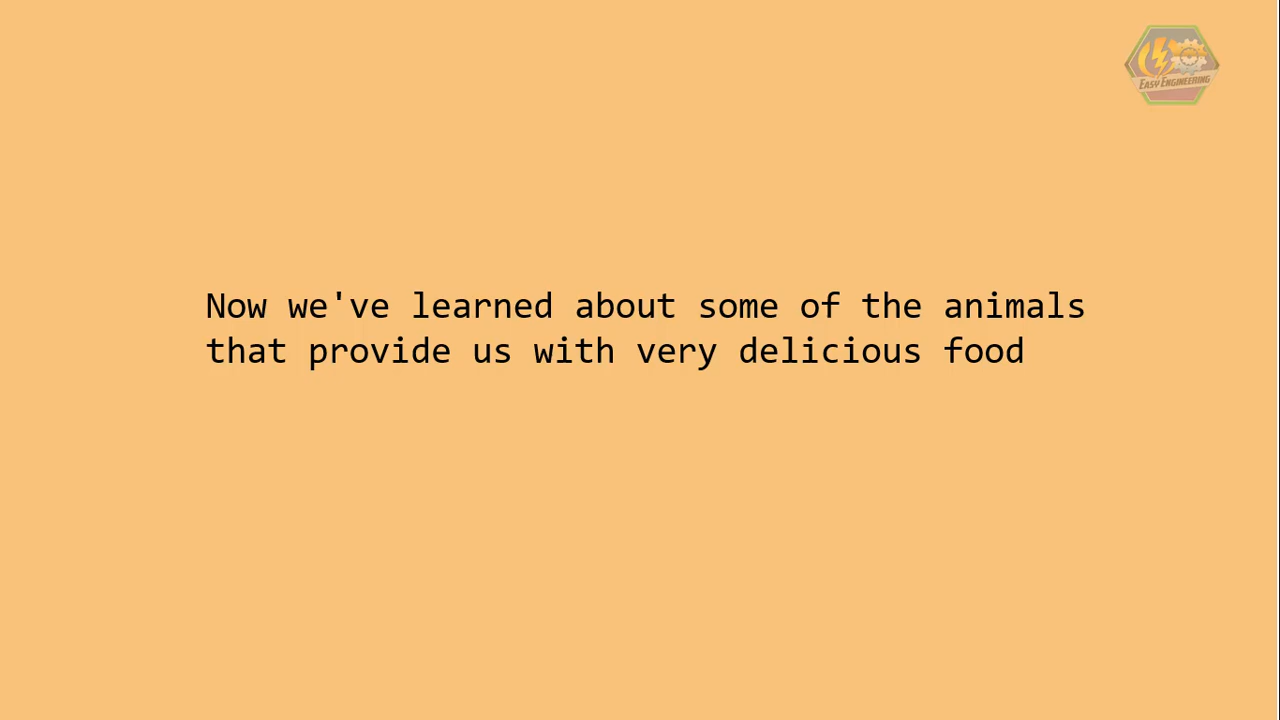 EASY ENGINEERING
Now we've learned about some of the animals
that provide us with very delicious food